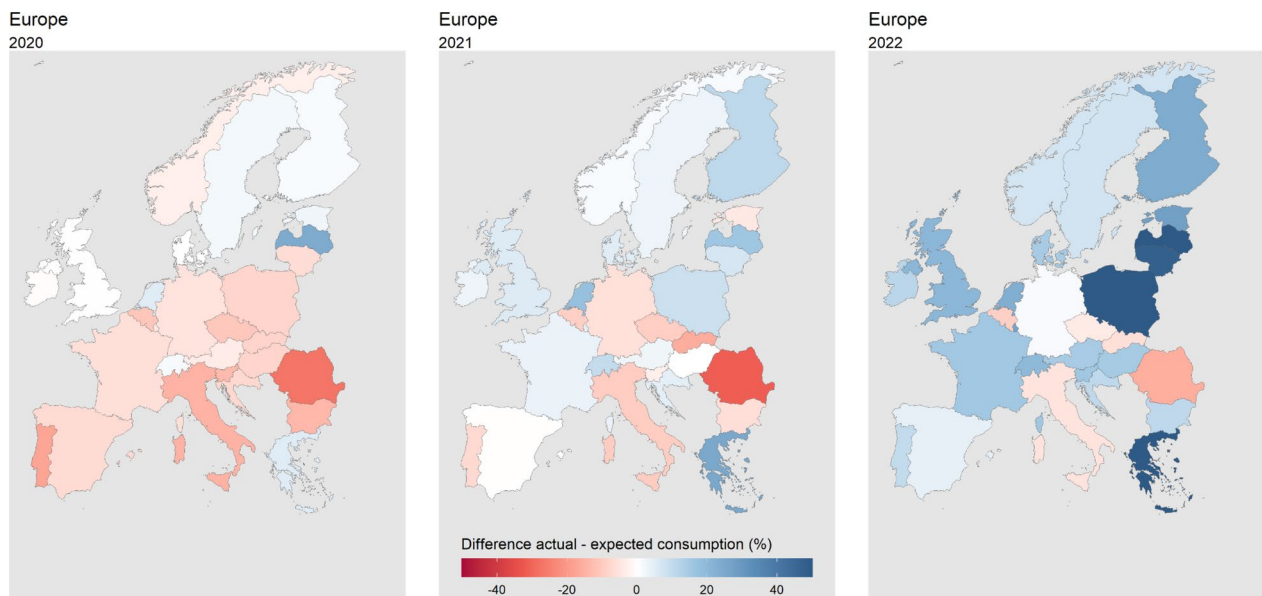 Europe
2020
Europe
2021
Europe
2022
Difference actual - expected consumption (%)
-40 -20 0 20 40